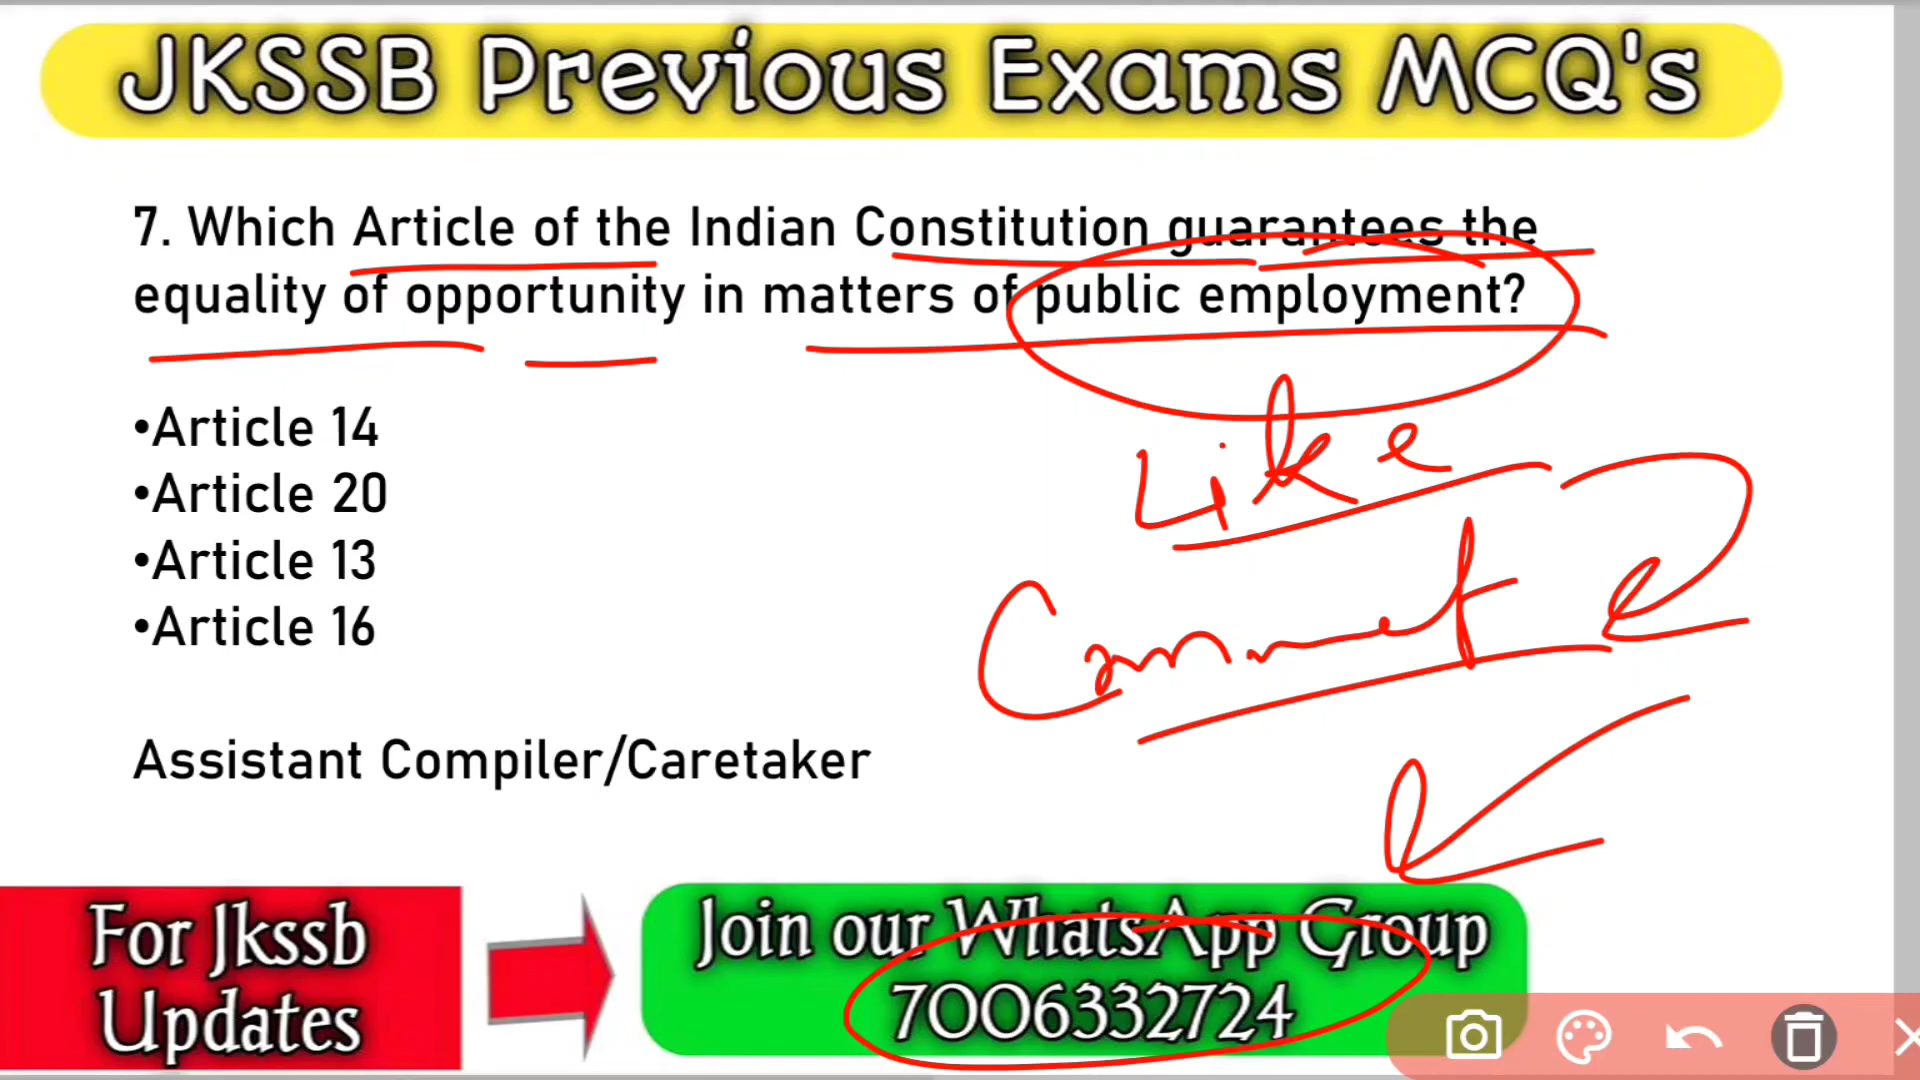 JKSSB Previous Exams MCQ's
7. Which Article of the Indian Constitution guarantees the
equality of opportunity in matters of public employment?
•Article 14
•Article 20
•Article 13
•Article 16
Like
Comment
Assistant Compiler/Caretaker
For Jkssb
Updates
Join our WhatsApp Group
7006332724